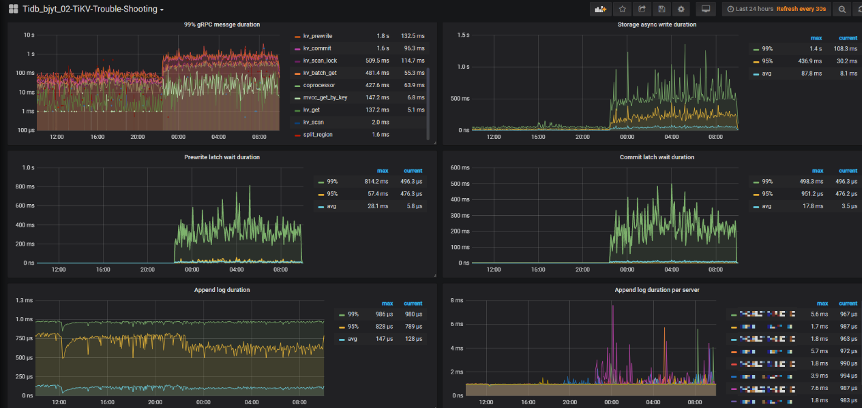 Tidb_bjyt_02-TiKV-Trouble-Shooting
Last 24 hours Refresh every 30s
99% gRPC messge duration
10 s
1 s
100 ms
10 ms
1 ms
100 µs
12:00 16:00 20:00 00:00 04:00 08:00
max current
kv_prewrite 1.8 s 132.5 ms
kv_commit 1.6 s 95.3 ms
kv_scan_lock 509.5 ms 114.7 ms
kv_batch_get 481.4 ms 55.3 ms
coprocessor 427.6 ms 63.9 ms
mvcc_get_by_key 147.2 ms 5.8 ms
kv_get 137.2 ms 5.1 ms
kv_scan 2.0 ms
split_region 1.6 ms
Storage async write duration
1.5 s
1.0 s
500 ms
0 ns
12:00 16:00 20:00 00:00 04:00 08:00
max current
99% 1.4 s 108.3 ms
95% 436.9 ms 30.2 ms
avg 87.8 ms 8.1 ms
Prewrite latch wait duration
1.0 s
800 ms
600 ms
400 ms
200 ms
0 ns
12:00 16:00 20:00 00:00 04:00 08:00
max current
99% 814.2 ms 496.3 µs
95% 57.4 ms 476.3 µs
avg 28.1 ms 5.8 µs
Commit latch wait duration
600 ms
500 ms
400 ms
300 ms
200 ms
100 ms
0 ns
12:00 16:00 20:00 00:00 04:00 08:00
max current
99% 498.3 ms 496.3 µs
95% 951.2 µs 476.2 µs
avg 17.8 ms 3.5 µs
Append log duration
1.3 ms
1.0 ms
750 µs
500 µs
250 µs
0 ns
12:00 16:00 20:00 00:00 04:00 08:00
max current
99% 986 µs 980 µs
95% 828 µs 789 µs
avg 147 µs 128 µs
Append log duration per server
8 ms
6 ms
4 ms
2 ms
0 ns
12:00 16:00 20:00 00:00 04:00 08:00
max current
5.6 ms 967 µs
1.7 ms 987 µs
1.8 ms 963 µs
5.7 ms 972 µs
1.8 ms 990 µs
3.9 ms 994 µs
7.6 ms 987 µs
1.8 ms 983 µs